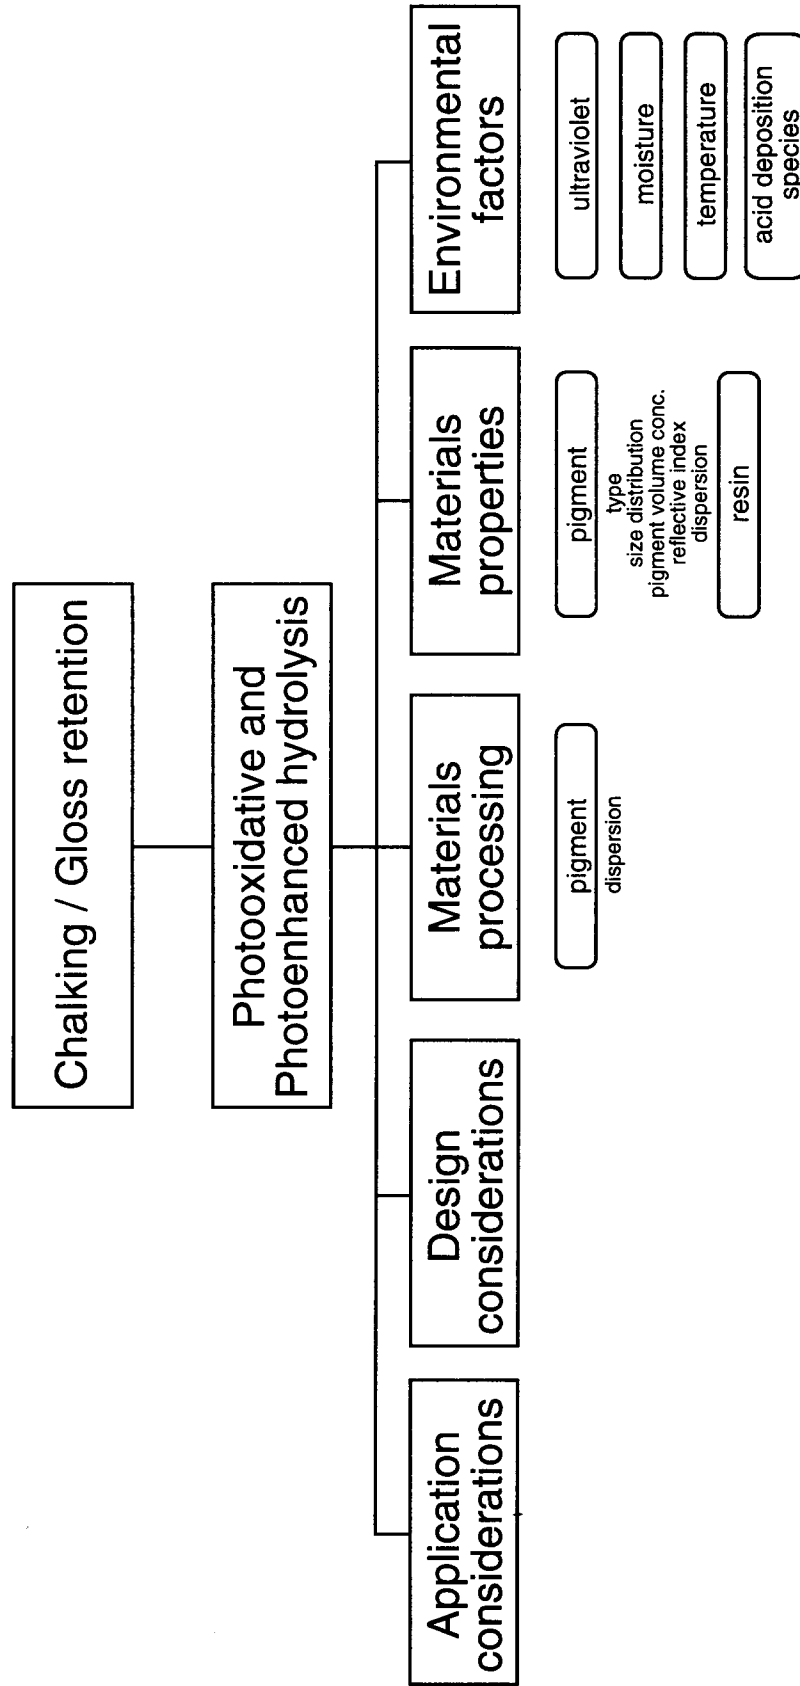 Chalking / Gloss retention
Photooxidative and
Photoenhanced hydrolysis
Application
considerations
Design
considerations
Materials
processing
pigment
dispersion
Materials
properties
pigment
type
size distribution
pigment volume conc.
reflective index
dispersion
resin
Environmental
factors
ultraviolet
moisture
temperature
acid deposition
species